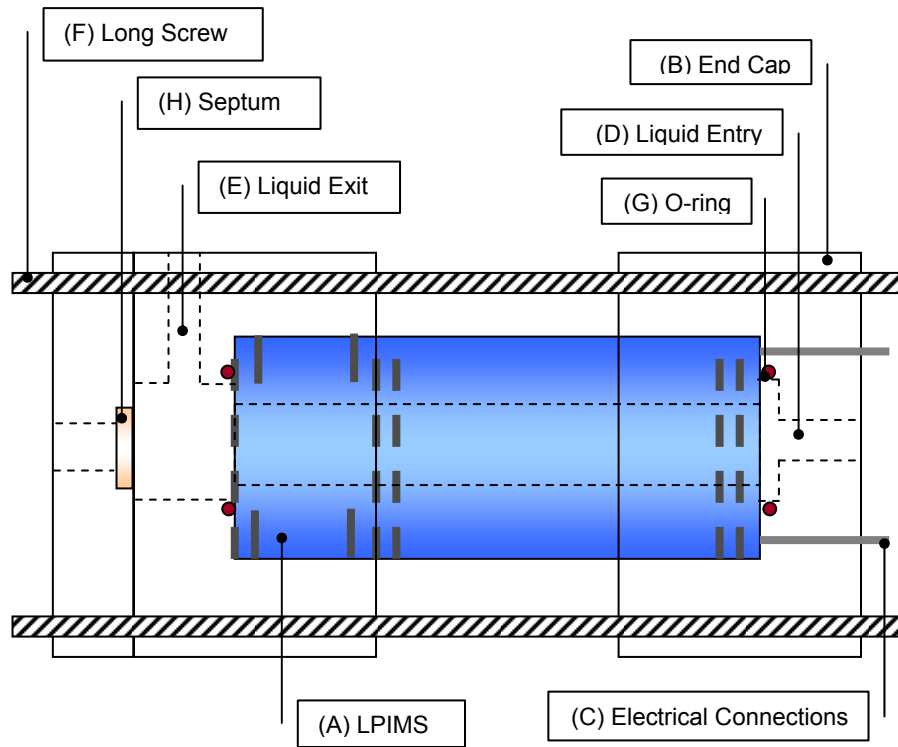 (F) Long Screw
(B) End Cap
(H) Septum
(D) Liquid Entry
(E) Liquid Exit
(G) O-ring
(A) LPIMS
(C) Electrical Connections